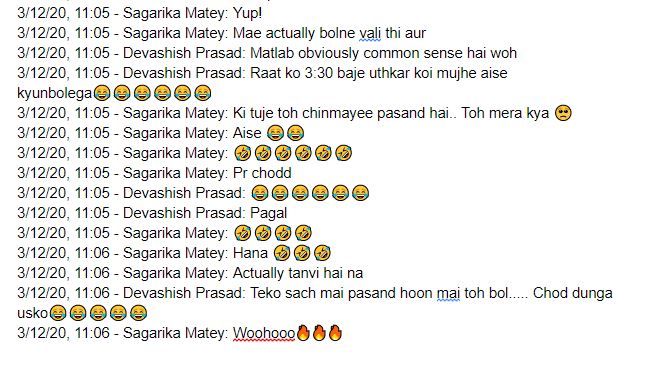 3/12/20, 11:05 - Sagarika Matey: Yup!
3/12/20, 11:05 - Sagarika Matey: Mae actually bolne vali thi aur
3/12/20, 11:05 - Devashish Prasad: Matlab obviously common sense hai woh
3/12/20, 11:05 - Devashish Prasad: Raat ko 3:30 baje uthkar koi mujhe aise
kyunbolega😂😂😂😂😂😂
3/12/20, 11:05 - Sagarika Matey: Ki tuje toh chinmayee pasand hai.. Toh mera kya 🥺
3/12/20, 11:05 - Sagarika Matey: Aise 😂😂
3/12/20, 11:05 - Sagarika Matey: 🤣🤣🤣🤣🤣🤣
3/12/20, 11:05 - Sagarika Matey: Pr chodd
3/12/20, 11:05 - Devashish Prasad: 😂😂😂😂😂😂
3/12/20, 11:05 - Devashish Prasad: Pagal
3/12/20, 11:05 - Sagarika Matey: 🤣🤣🤣🤣
3/12/20, 11:06 - Sagarika Matey: Hana 🤣🤣🤣
3/12/20, 11:06 - Sagarika Matey: Actually tanvi hai na
3/12/20, 11:06 - Devashish Prasad: Teko sach mai pasand hoon mai toh bol..... Chod dunga
usko😂😂😂😂😂
3/12/20, 11:06 - Sagarika Matey: Woohooo🔥🔥🔥